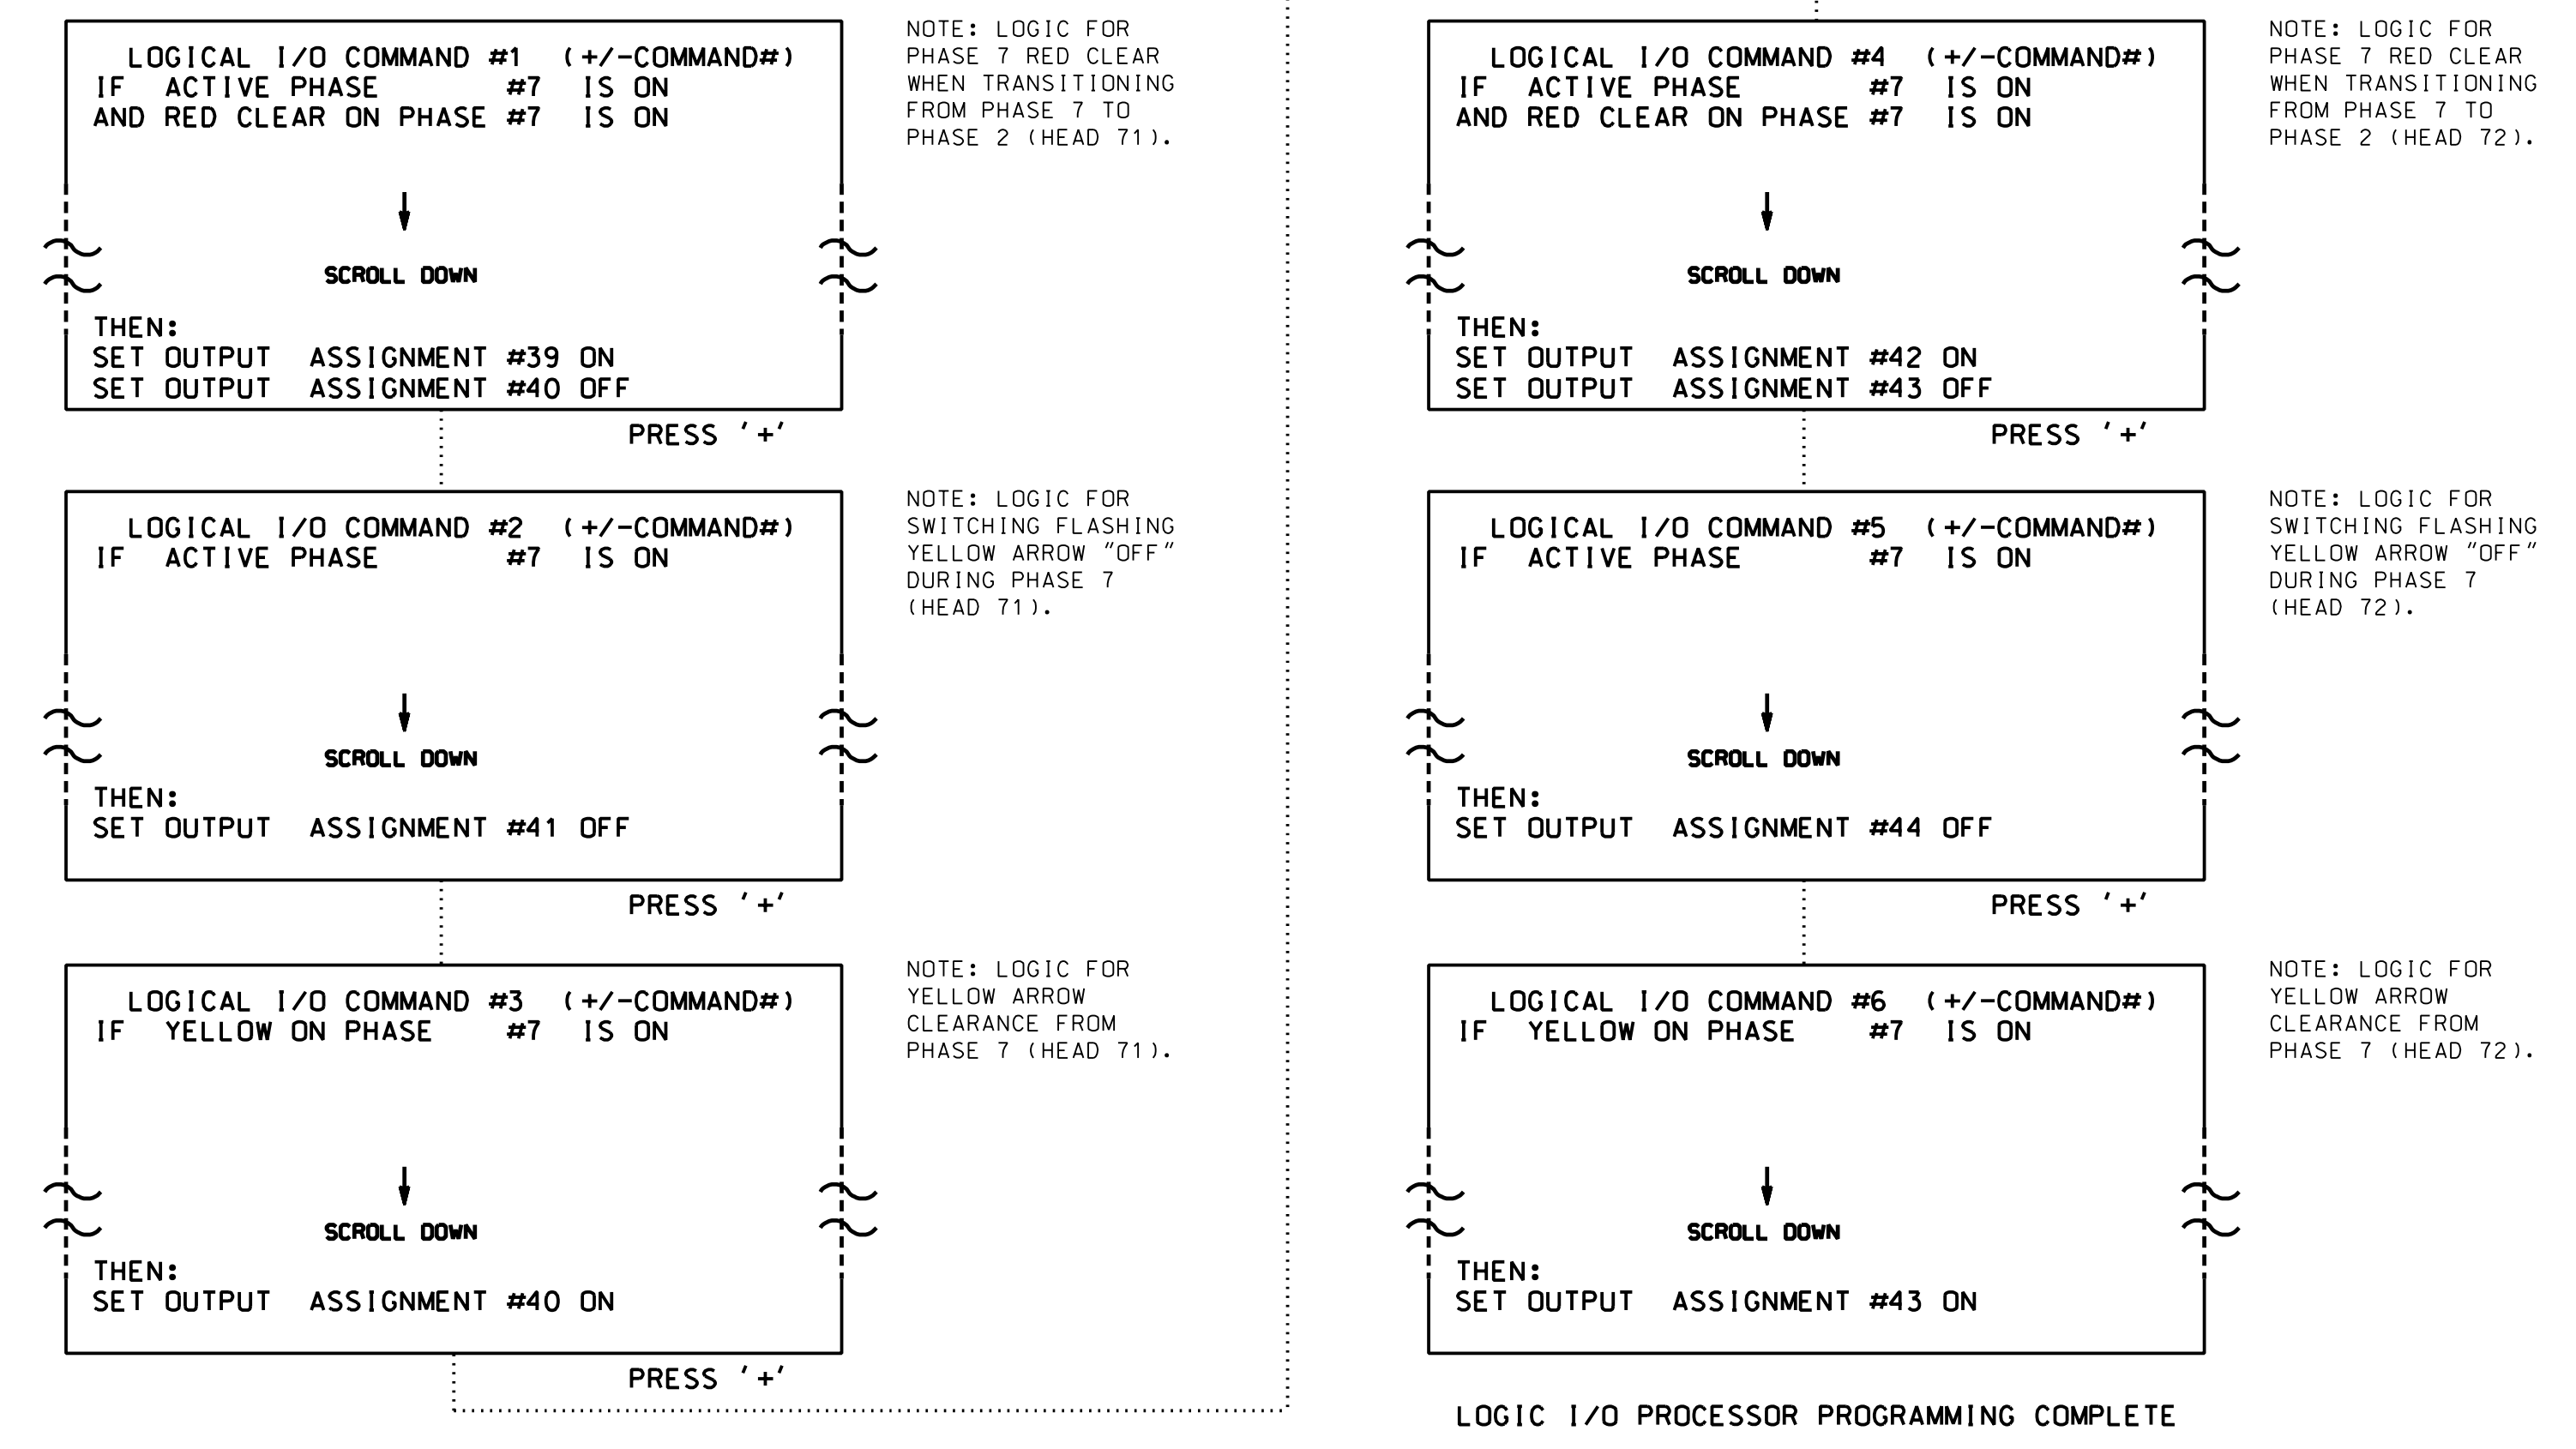 LOGICAL I/O COMMAND #1 (+/-COMMAND#)
IF ACTIVE PHASE #7 IS ON
AND RED CLEAR ON PHASE #7 IS ON
SCROLL DOWN
THEN:
SET OUTPUT ASSIGNMENT #39 ON
SET OUTPUT ASSIGNMENT #40 OFF
PRESS '+'
NOTE: LOGIC FOR
PHASE 7 RED CLEAR
WHEN TRANSITIONING
FROM PHASE 7 TO
PHASE 2 (HEAD 71).
LOGICAL I/O COMMAND #2 (+/-COMMAND#)
IF ACTIVE PHASE #7 IS ON
SCROLL DOWN
THEN:
SET OUTPUT ASSIGNMENT #41 OFF
PRESS '+'
NOTE: LOGIC FOR
SWITCHING FLASHING
YELLOW ARROW "OFF"
DURING PHASE 7
(HEAD 71).
LOGICAL I/O COMMAND #3 (+/-COMMAND#)
IF YELLOW ON PHASE #7 IS ON
SCROLL DOWN
THEN:
SET OUTPUT ASSIGNMENT #40 ON
PRESS '+'
NOTE: LOGIC FOR
YELLOW ARROW
CLEARANCE FROM
PHASE 7 (HEAD 71).
LOGICAL I/O COMMAND #4 (+/-COMMAND#)
IF ACTIVE PHASE #7 IS ON
AND RED CLEAR ON PHASE #7 IS ON
SCROLL DOWN
THEN:
SET OUTPUT ASSIGNMENT #42 ON
SET OUTPUT ASSIGNMENT #43 OFF
PRESS '+'
NOTE: LOGIC FOR
PHASE 7 RED CLEAR
WHEN TRANSITIONING
FROM PHASE 7 TO
PHASE 2 (HEAD 72).
LOGICAL I/O COMMAND #5 (+/-COMMAND#)
IF ACTIVE PHASE #7 IS ON
SCROLL DOWN
THEN:
SET OUTPUT ASSIGNMENT #44 OFF
PRESS '+'
NOTE: LOGIC FOR
SWITCHING FLASHING
YELLOW ARROW "OFF"
DURING PHASE 7
(HEAD 72).
LOGICAL I/O COMMAND #6 (+/-COMMAND#)
IF YELLOW ON PHASE #7 IS ON
SCROLL DOWN
THEN:
SET OUTPUT ASSIGNMENT #43 ON
NOTE: LOGIC FOR
YELLOW ARROW
CLEARANCE FROM
PHASE 7 (HEAD 72).
LOGIC I/O PROCESSOR PROGRAMMING COMPLETE